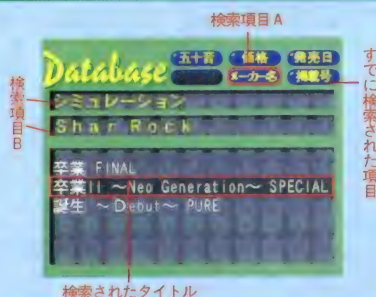 検索項目A
Database
五十音 価格 発売日
メーカー名 掲載号
すでに検索された項目
検索項目B
シミュレーション
Shar Rock
卒業 FINAL
卒業II ～Neo Generation～ SPECIAL
誕生 ～Debut～ PURE
検索されたタイトル